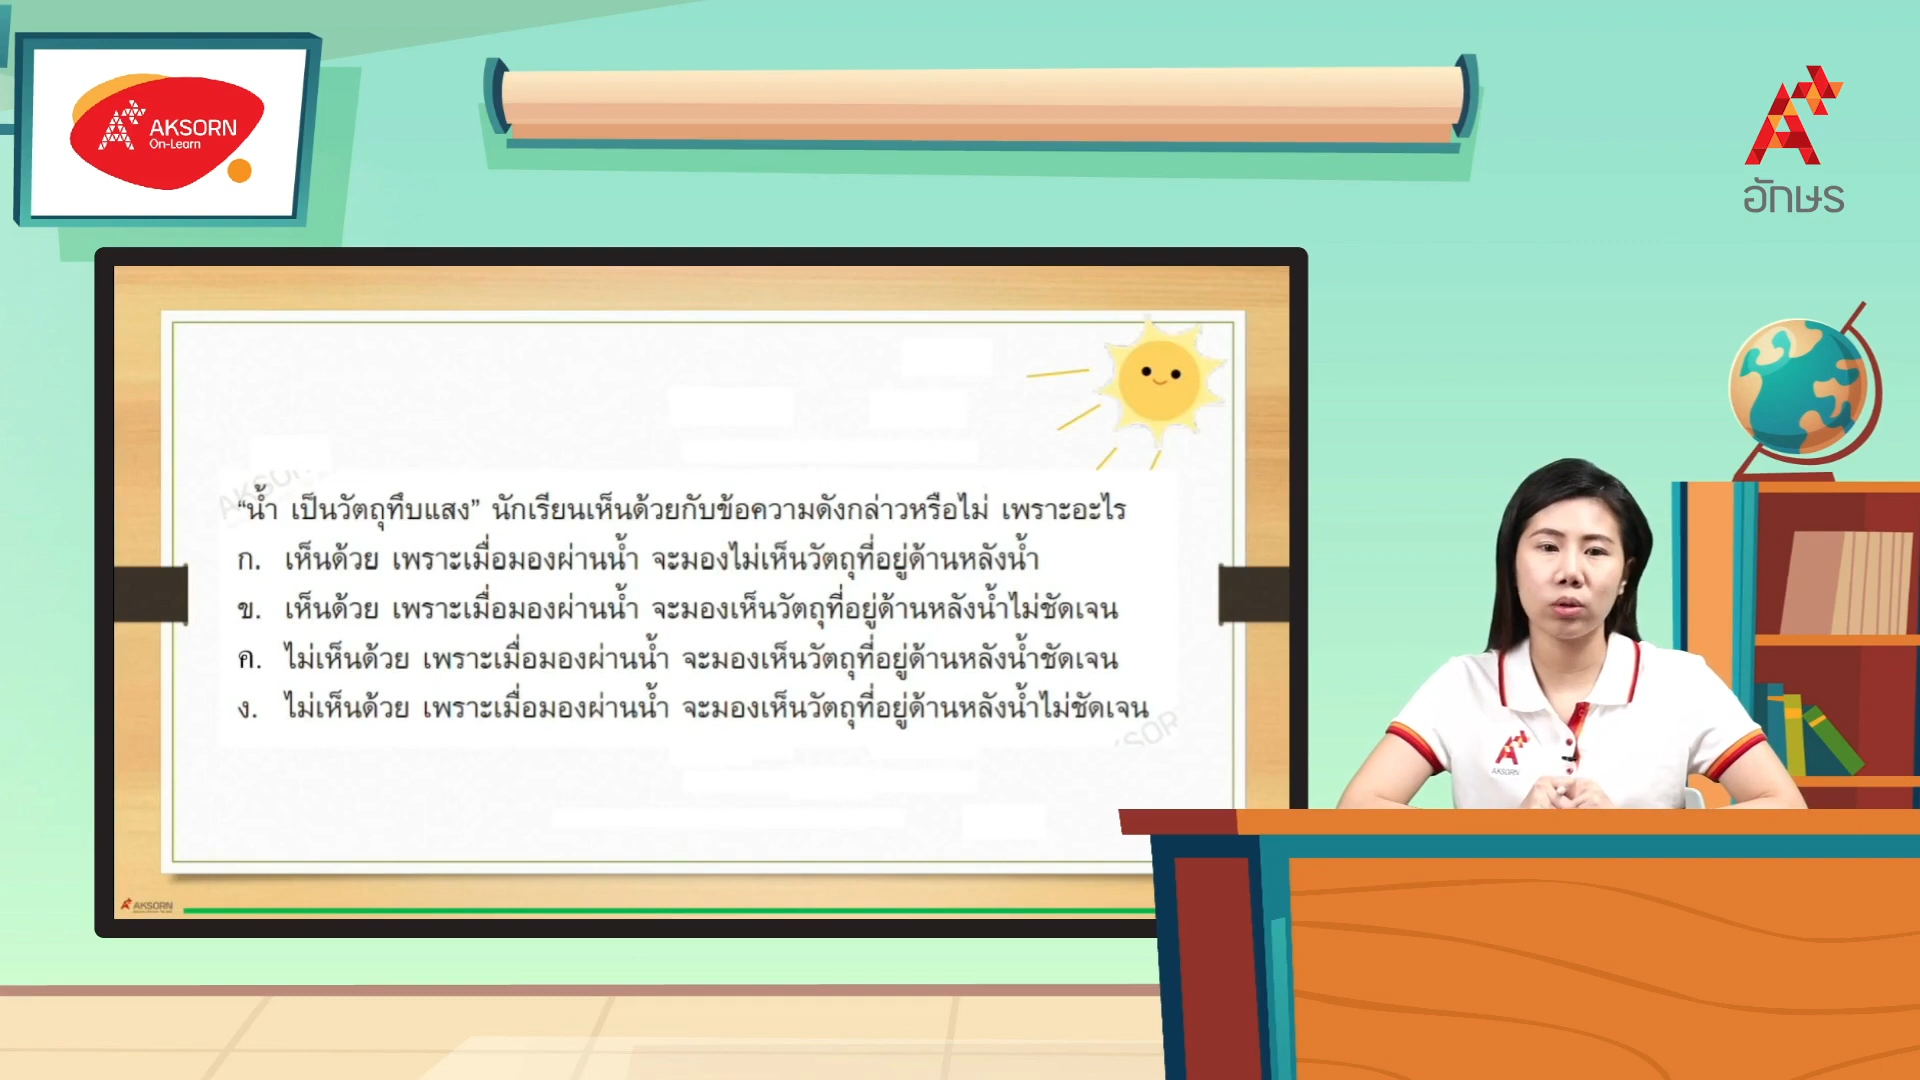 AKSORN
On-Learn
อักษร
“น้ำ เป็นวัตถุทึบแสง” นักเรียนเห็นด้วยกับข้อความดังกล่าวหรือไม่ เพราะอะไร
ก. เห็นด้วย เพราะเมื่อมองผ่านน้ำ จะมองไม่เห็นวัตถุที่อยู่ด้านหลังน้ำ
ข. เห็นด้วย เพราะเมื่อมองผ่านน้ำ จะมองเห็นวัตถุที่อยู่ด้านหลังน้ำไม่ชัดเจน
ค. ไม่เห็นด้วย เพราะเมื่อมองผ่านน้ำ จะมองเห็นวัตถุที่อยู่ด้านหลังน้ำชัดเจน
ง. ไม่เห็นด้วย เพราะเมื่อมองผ่านน้ำ จะมองเห็นวัตถุที่อยู่ด้านหลังน้ำไม่ชัดเจน
AKSORN
AKSORN